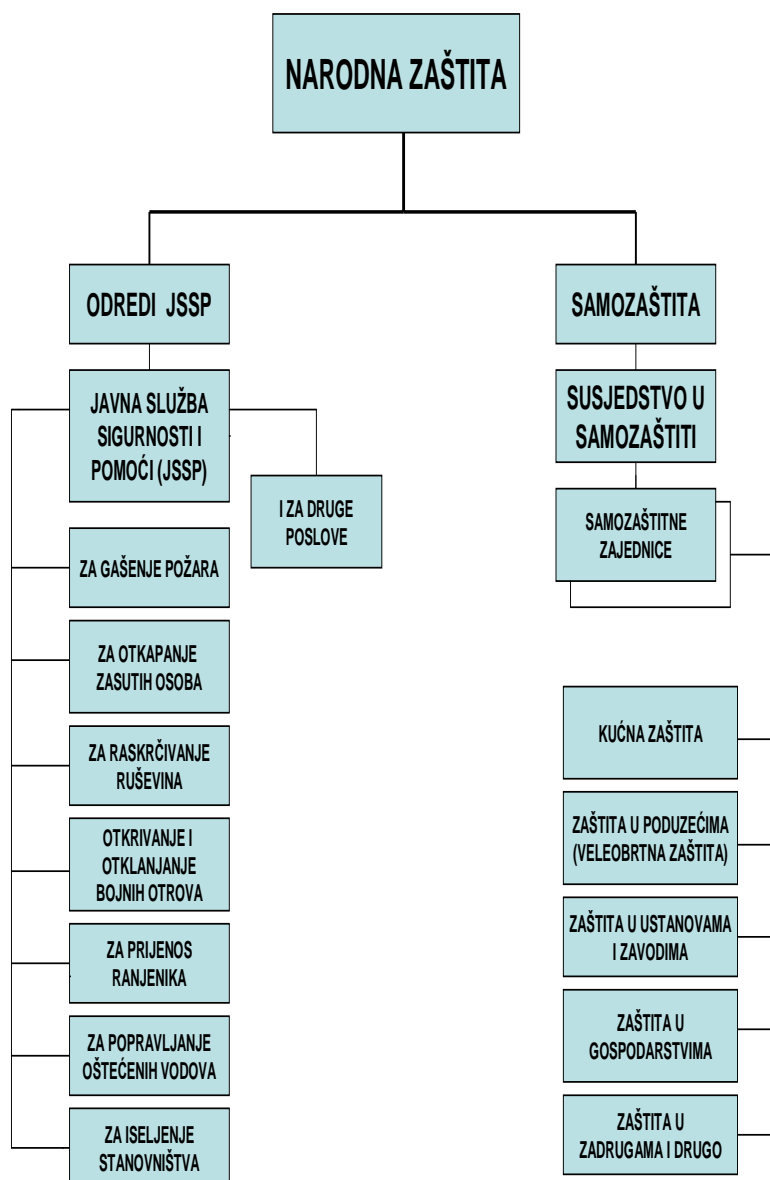 NARODNA ZAŠTITA
ODREDI JSSP
JAVNA SLUŽBA
SIGURNOSTI I
POMOĆI (JSSP)
I ZA DRUGE
POSLOVE
ZA GAŠENJE POŽARA
ZA OTKAPANJE
ZASUTIH OSOBA
ZA RASKRČIVANJE
RUŠEVINA
OTKRIVANJE I
OTKLANJANJE
BOJNIH OTROVA
ZA PRIJENOS
RANJENIKA
ZA POPRAVLJANJE
OŠTEĆENIH VODOVA
ZA ISELJENJE
STANOVNIŠTVA
SAMOZAŠTITA
SUSJEDSTVO U
SAMOZAŠTITI
SAMOZAŠTITNE
ZAJEDNICE
KUĆNA ZAŠTITA
ZAŠTITA U PODUZEĆIMA
(VELEOBRTNA ZAŠTITA)
ZAŠTITA U USTANOVAMA
I ZAVODIMA
ZAŠTITA U
GOSPODARSTVIMA
ZAŠTITA U
ZADRUGAMA I DRUGO